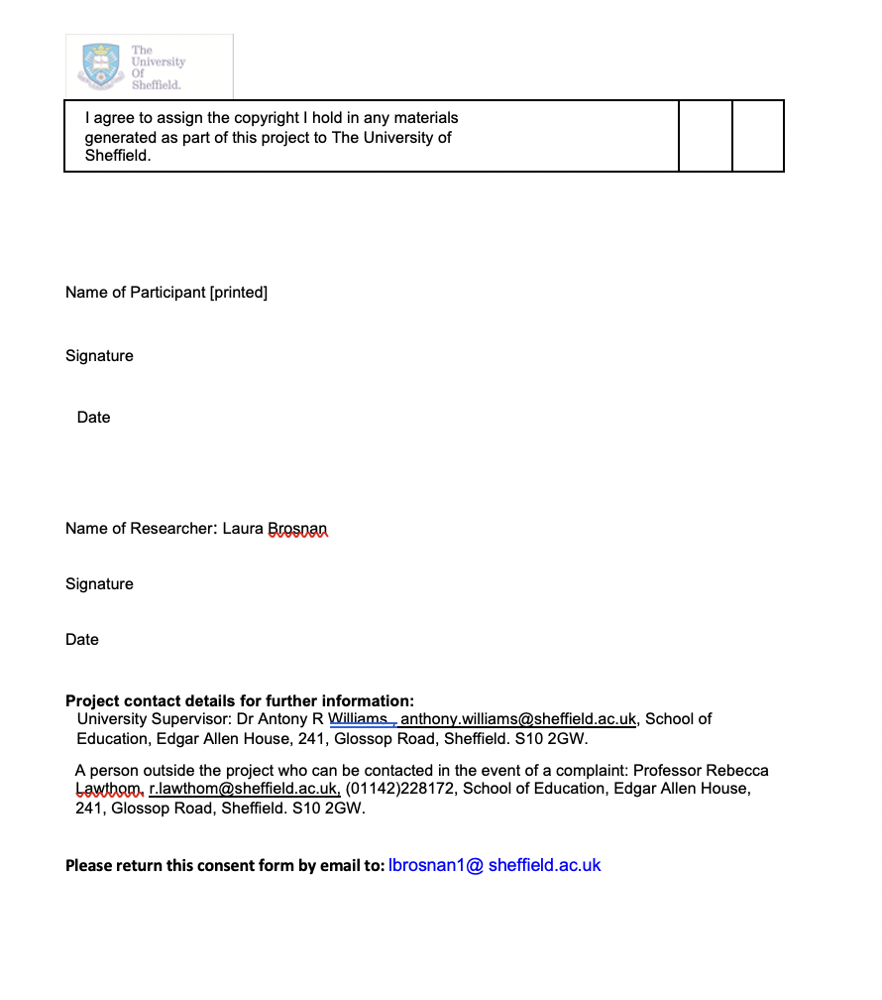 The
University
Of
Sheffield.
I agree to assign the copyright I hold in any materials
generated as part of this project to The University of
Sheffield.
Name of Participant [printed]
Signature
Date
Name of Researcher: Laura Brosnan
Signature
Date
Project contact details for further information:
University Supervisor: Dr Antony R Williams , anthony.williams@sheffield.ac.uk, School of
Education, Edgar Allen House, 241, Glossop Road, Sheffield. S10 2GW.
A person outside the project who can be contacted in the event of a complaint: Professor Rebecca
Lawthom, r.lawthom@sheffield.ac.uk, (01142)228172, School of Education, Edgar Allen House,
241, Glossop Road, Sheffield. S10 2GW.
Please return this consent form by email to: lbrosnan1@ sheffield.ac.uk